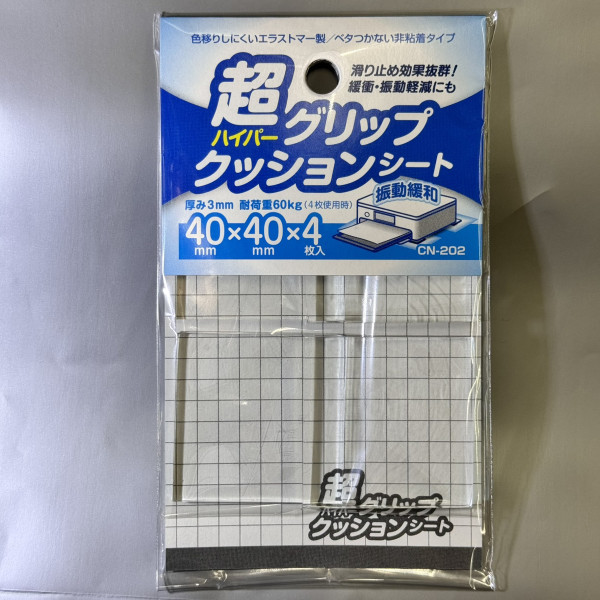 色移りしにくいエラストマー製／ベタつかない非粘着タイプ
滑り止め効果抜群！
緩衝・振動軽減にも
超
ハイパー
グリップ
クッションシート
振動緩和
厚み3mm 耐荷重60kg（4枚使用時）
40mm×40mm×4枚入
CN-202
超
ハイパー
グリップ
クッションシート